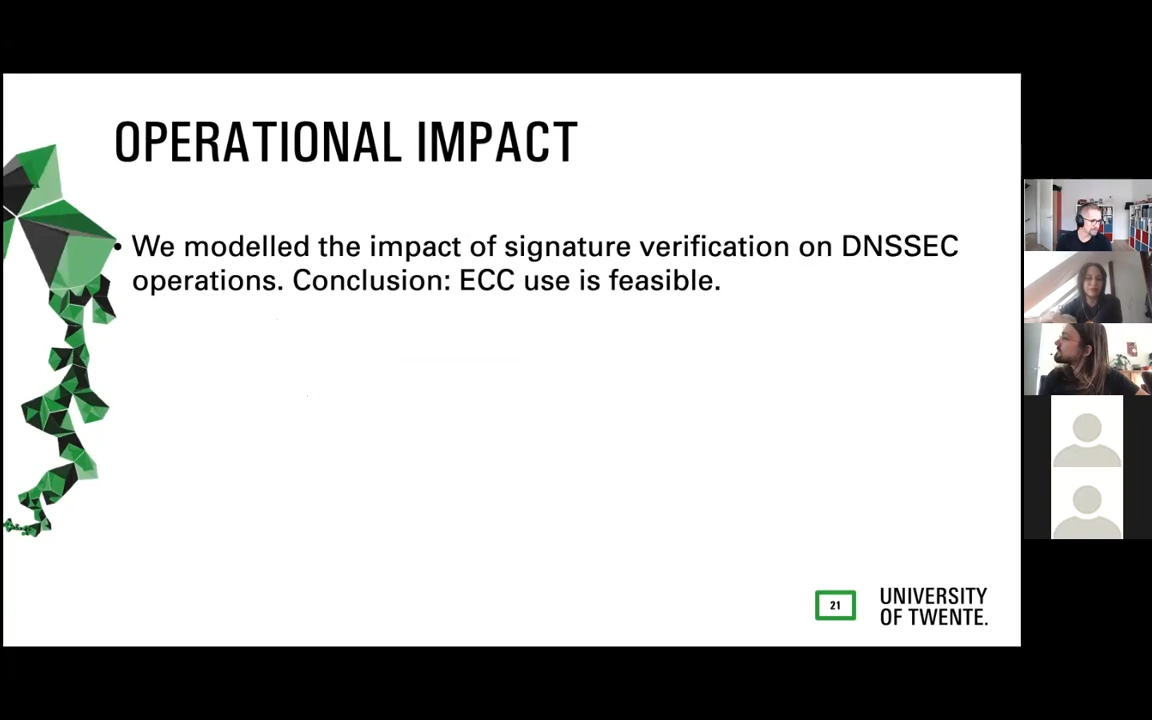 OPERATIONAL IMPACT
• We modelled the impact of signature verification on DNSSEC
operations. Conclusion: ECC use is feasible.
21
UNIVERSITY
OF TWENTE.